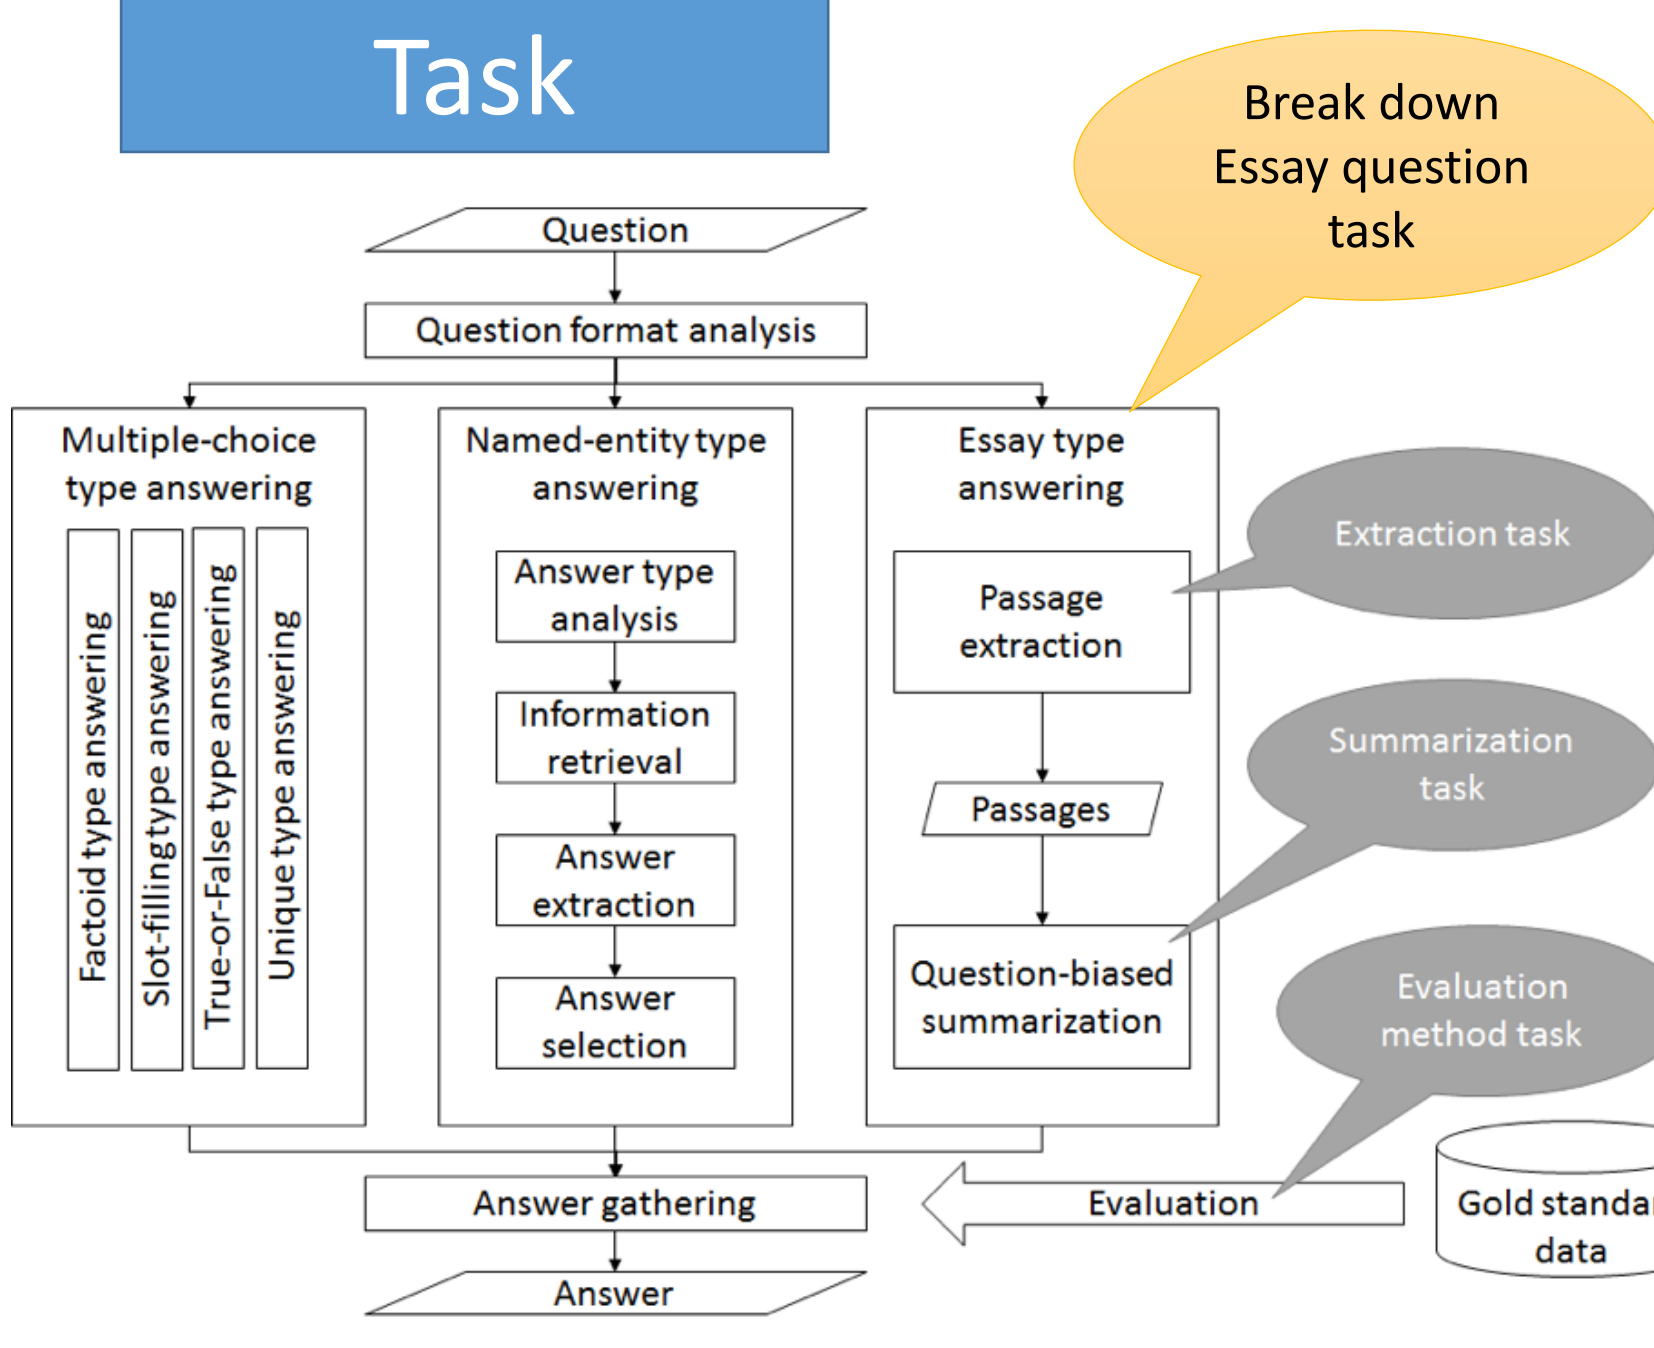 Task
Break down
Essay question
task
Question
Question format analysis
Multiple-choice
type answering
Factoid type answering
Slot-filling type answering
True-or-False type answering
Unique type answering
Named-entity type
answering
Answer type
analysis
Information
retrieval
Answer
extraction
Answer
selection
Essay type
answering
Passage
extraction
Passages
Question-biased
summarization
Extraction task
Summarization
task
Evaluation
method task
Answer gathering
Evaluation
Gold
data
Answer